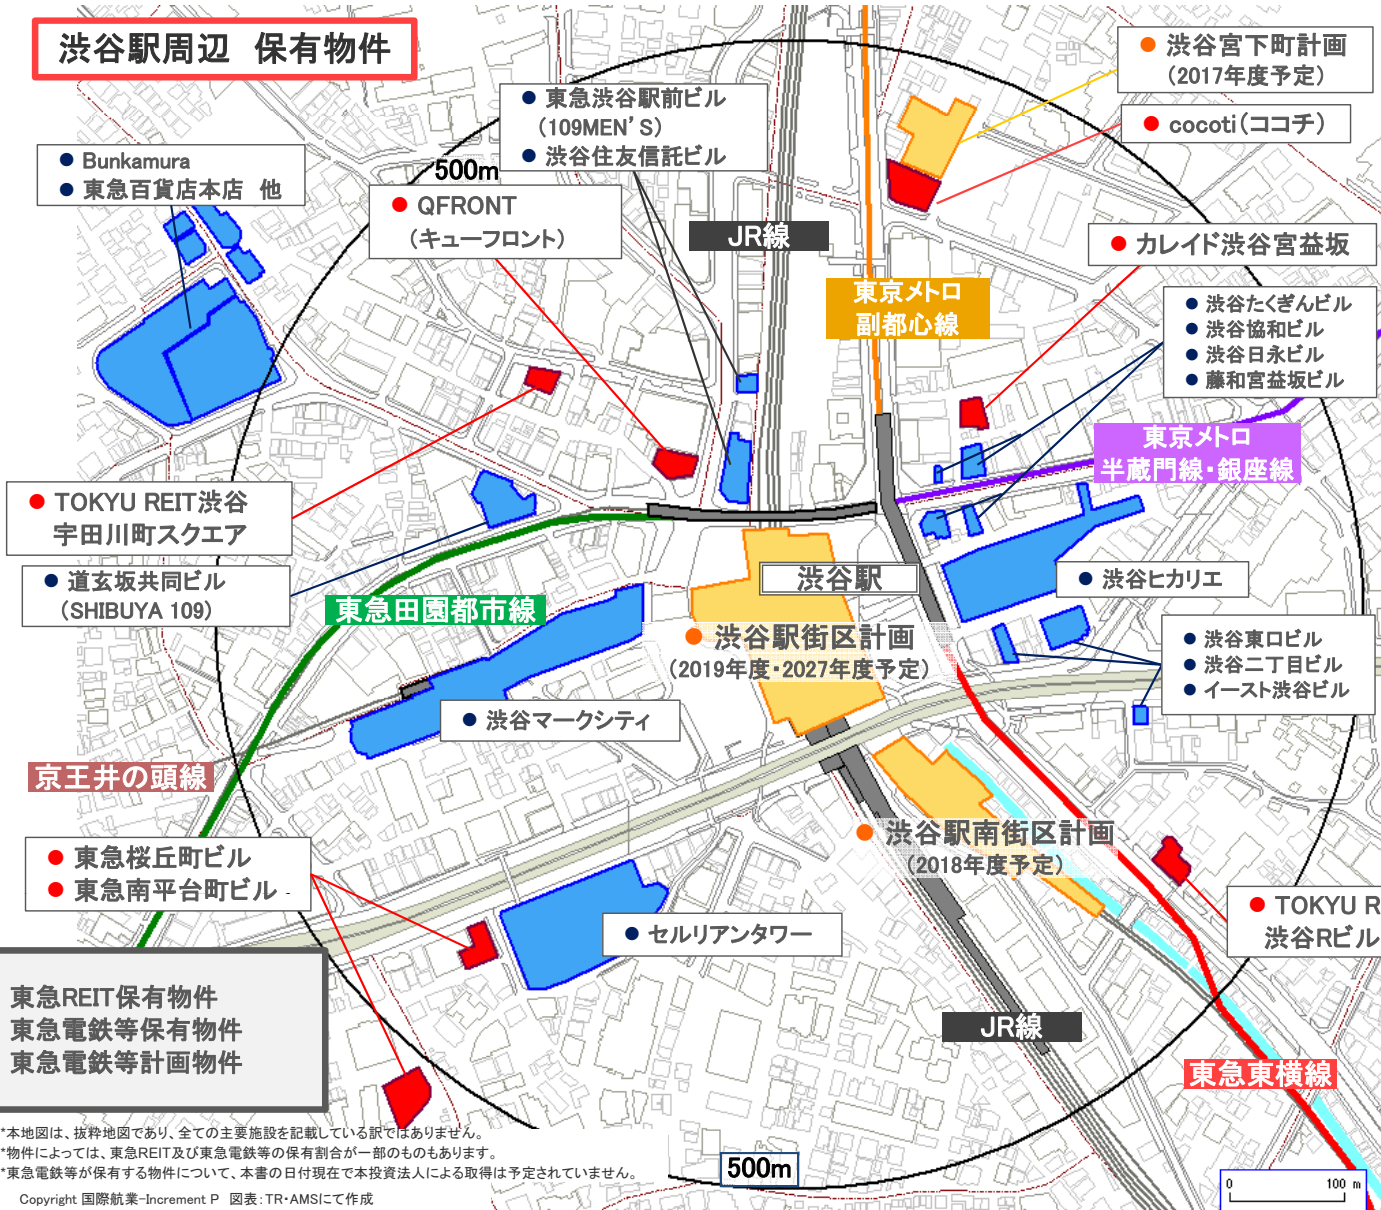 渋谷駅周辺 保有物件
● 渋谷宮下町計画
(2017年度予定)
● cocoti(ココチ)
● 東急渋谷駅前ビル
(109MEN'S)
● 渋谷住友信託ビル
● Bunkamura
● 東急百貨店本店 他
500m
● QFRONT
(キューフロント)
JR線
● カレイド渋谷宮益坂
東京メトロ
副都心線
● 渋谷たくぎんビル
● 渋谷協和ビル
● 渋谷日永ビル
● 藤和宮益坂ビル
東京メトロ
半蔵門線・銀座線
● TOKYU REIT渋谷
宇田川町スクエア
● 道玄坂共同ビル
(SHIBUYA 109)
東急田園都市線
渋谷駅
● 渋谷ヒカリエ
● 渋谷駅街区計画
(2019年度・2027年度予定)
● 渋谷東口ビル
● 渋谷二丁目ビル
● イースト渋谷ビル
● 渋谷マークシティ
京王井の頭線
● 渋谷駅南街区計画
(2018年度予定)
● 東急桜丘町ビル
● 東急南平台町ビル
● セルリアンタワー
● TOKYU R
渋谷Rビル
東急REIT保有物件
東急電鉄等保有物件
東急電鉄等計画物件
JR線
東急東横線
*本地図は、抜粋地図であり、全ての主要施設を記載している訳ではありません。
*物件によっては、東急REIT及び東急電鉄等の保有割合が一部のものもあります。
*東急電鉄等が保有する物件について、本書の日付現在で本投資法人による取得は予定されていません。
500m
0 100 m
Copyright 国際航業-Increment P 図表:TR・AMSにて作成